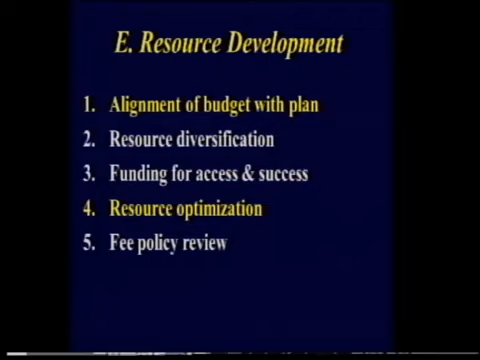 E. Resource Development
1. Alignment of budget with plan
2. Resource diversification
3. Funding for access & success
4. Resource optimization
5. Fee policy review